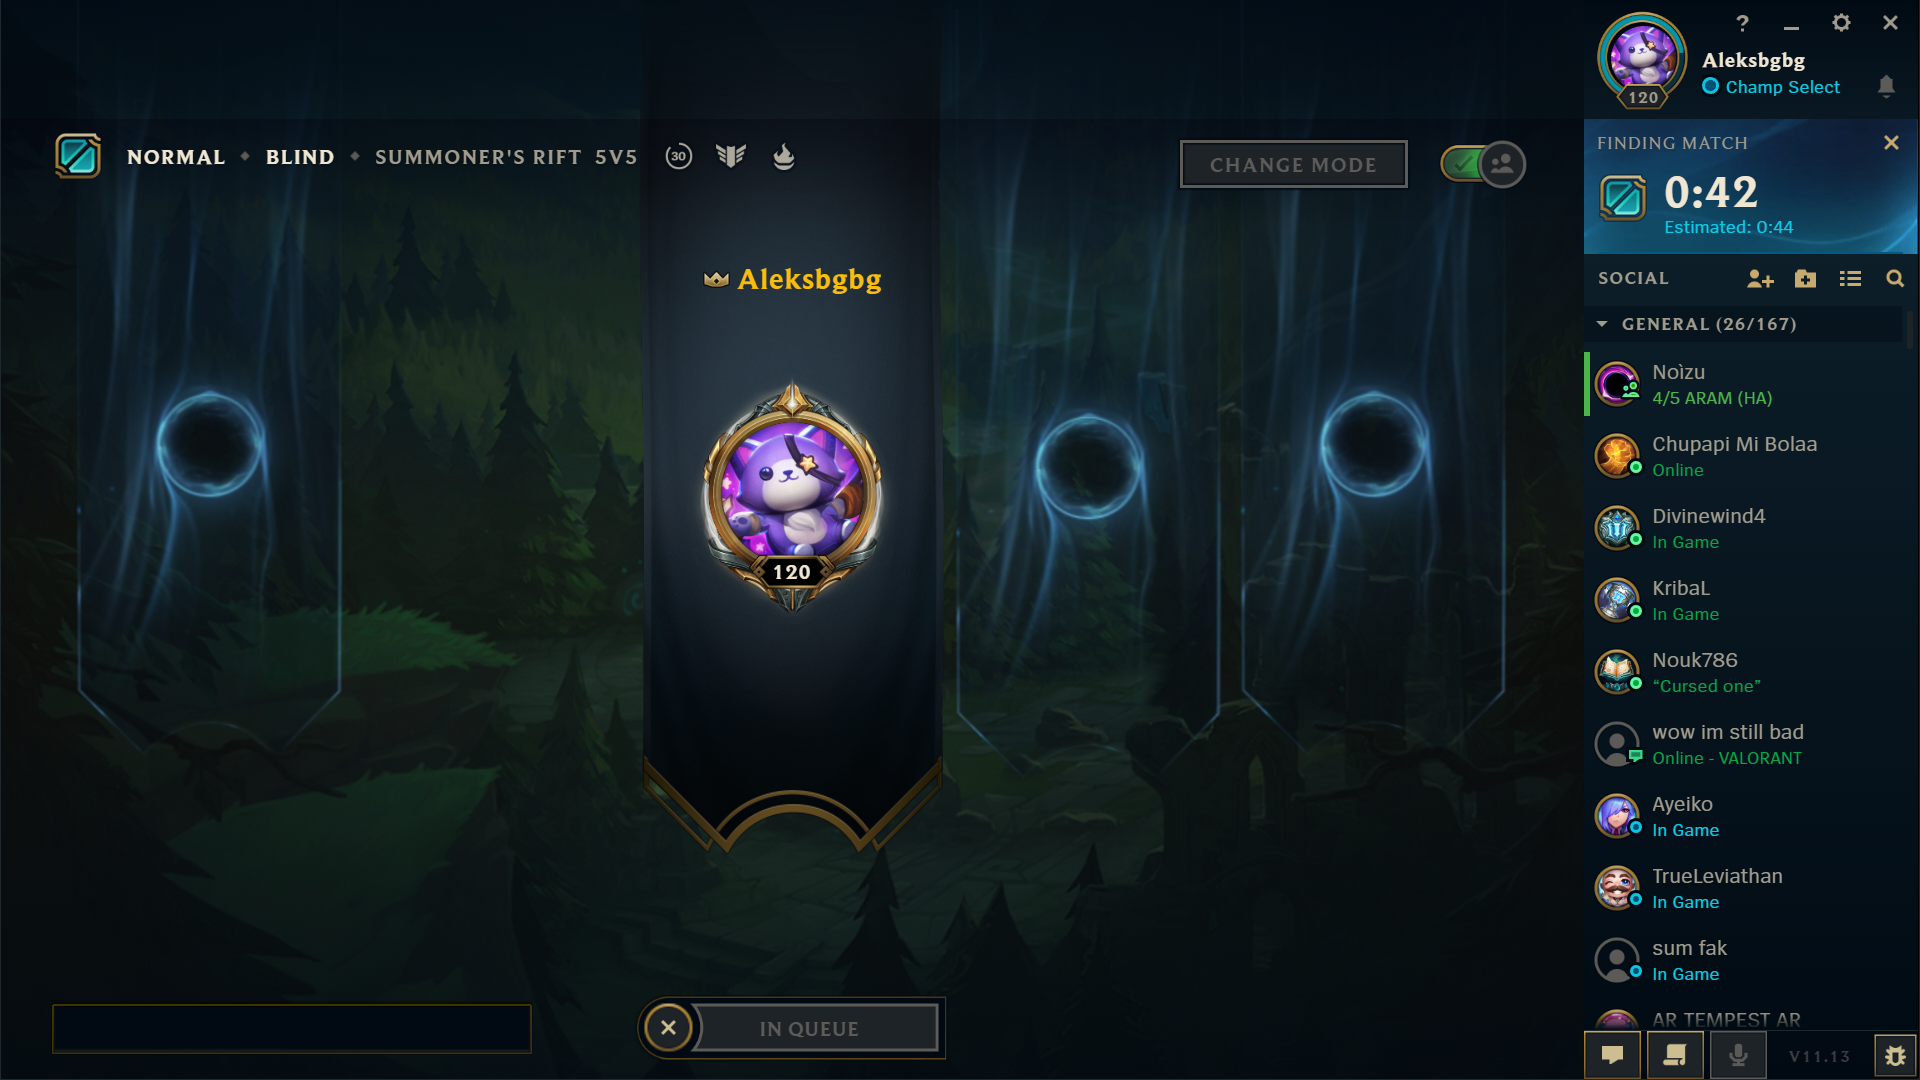 ?
Aleksbgbg
Champ Select
120
NORMAL ◆ BLIND ◆ SUMMONER'S RIFT 5V5
30
CHANGE MODE
FINDING MATCH
0:42
Estimated: 0:44
Aleksbgbg
120
IN QUEUE
SOCIAL
GENERAL (26/167)
Noìzu
4/5 ARAM (HA)
Chupapi Mi Bolaa
Online
Divinewind4
In Game
KribaL
In Game
Nouk786
“Cursed one”
wow im still bad
Online - VALORANT
Ayeiko
In Game
TrueLeviathan
In Game
sum fak
In Game
AR TEMPEST AR
V11.13